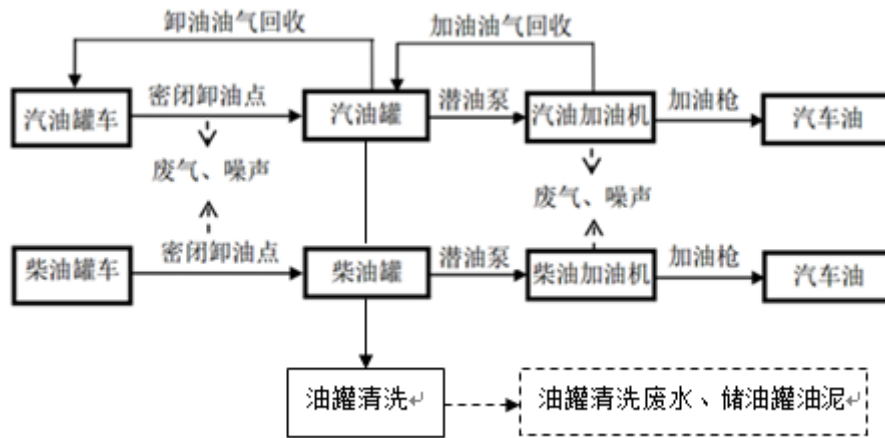 卸油油气回收
加油油气回收
密闭卸油点
潜油泵
加油枪
汽油罐车
汽油罐
汽油加油机
汽车油
废气、噪声
废气、噪声
密闭卸油点
潜油泵
加油枪
柴油罐车
柴油罐
柴油加油机
汽车油
油罐清洗↵
油罐清洗废水、储油罐油泥↵